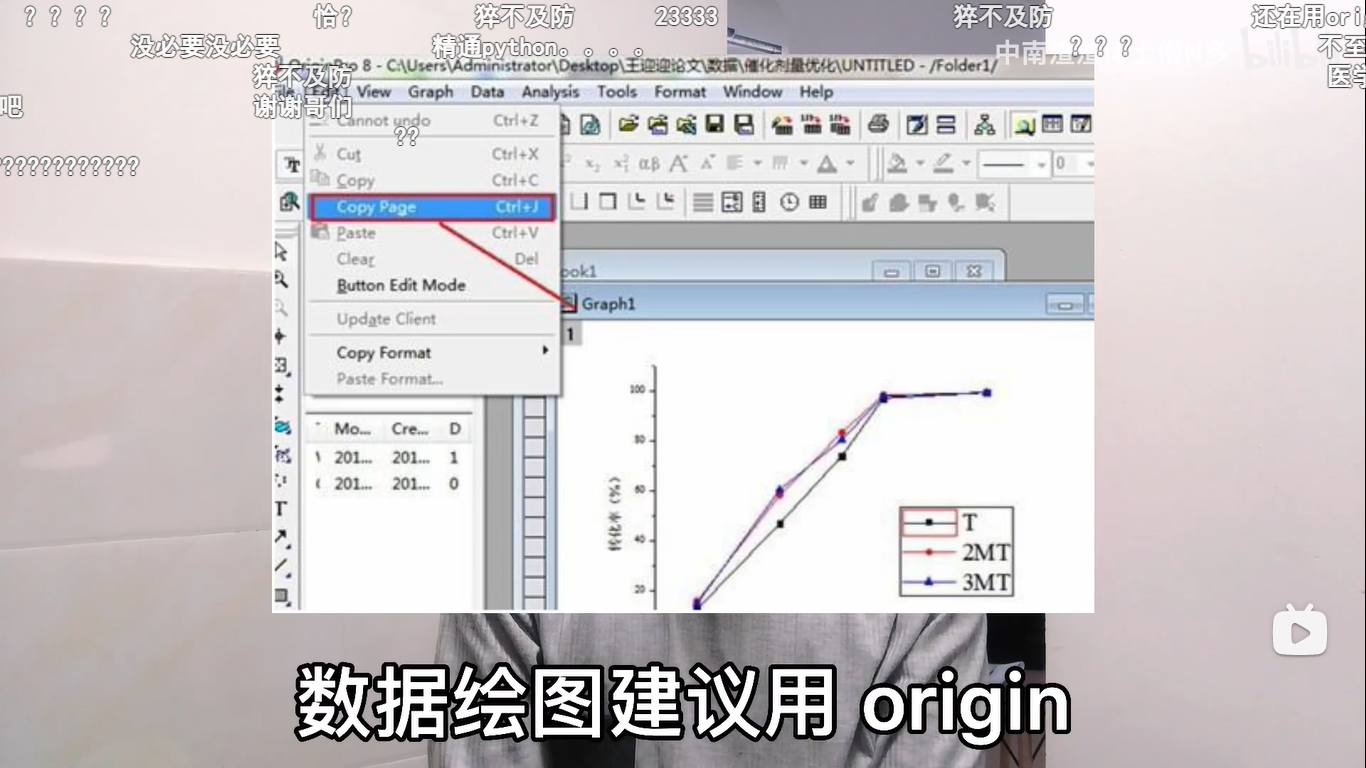 ？？？？
恰？
猝不及防
23333
猝不及防
还在用ori
没必要没必要
精通python。。。。
？？？
不至
猝不及防
医学
吧
谢谢哥们
??
???????????
bilibili
Pro 8 - C:\Users\Administrator\Desktop\王迎迎论文\数据\催化剂量优化\UNTITLED - /Folder1/
View Graph Data Analysis Tools Format Window Help
Cannot undo Ctrl+Z
Cut Ctrl+X
Copy Ctrl+C
Copy Page Ctrl+J
Paste Ctrl+V
Clear Del
Button Edit Mode
Update Client
Copy Format
Paste Format...
ook1
Graph1
1
Mo... Cre... D
201... 201... 1
201... 201... 0
100
80
60
40
20
转化率 (%)
T
2MT
3MT
数据绘图建议用 origin